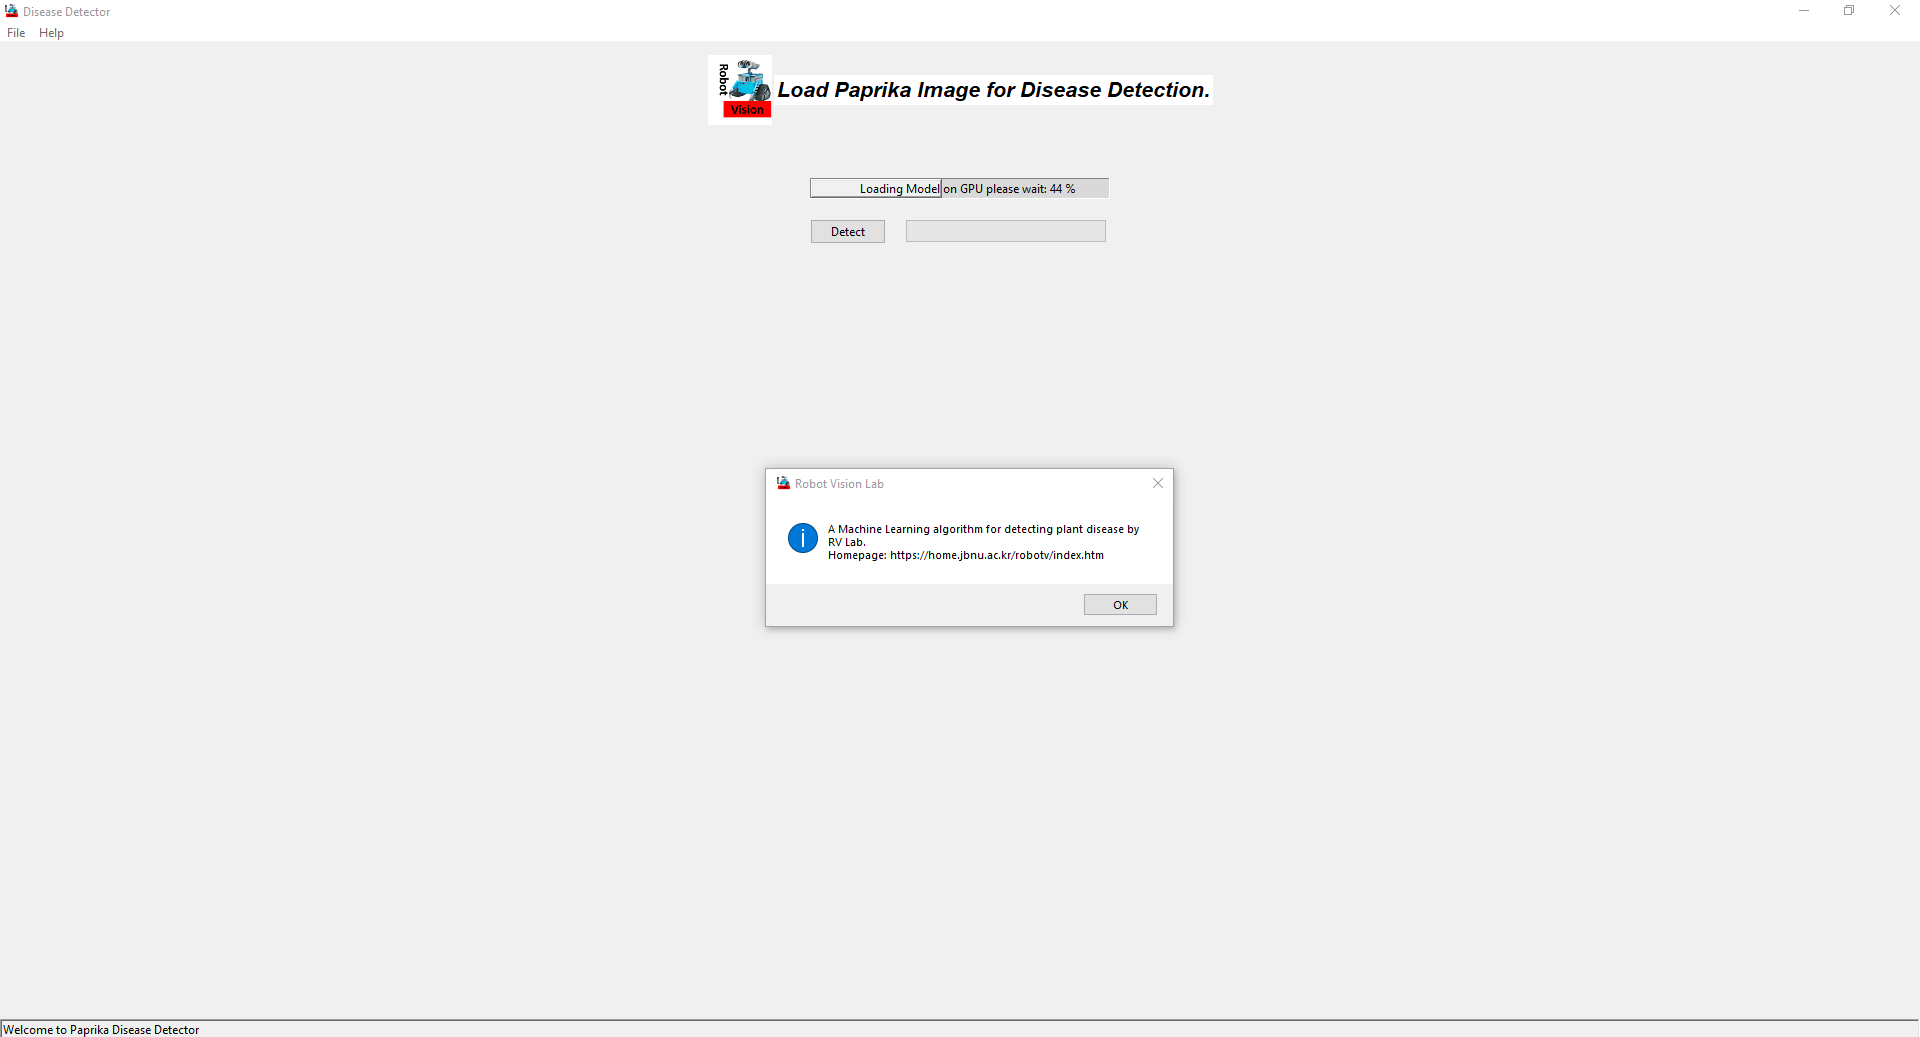 Disease Detector
File Help
Robot
Vision
Load Paprika Image for Disease Detection.
Loading Model on GPU please wait: 44 %
Detect
Robot Vision Lab
A Machine Learning algorithm for detecting plant disease by
RV Lab.
Homepage: https://home.jbnu.ac.kr/robotv/index.htm
OK
Welcome to Paprika Disease Detector